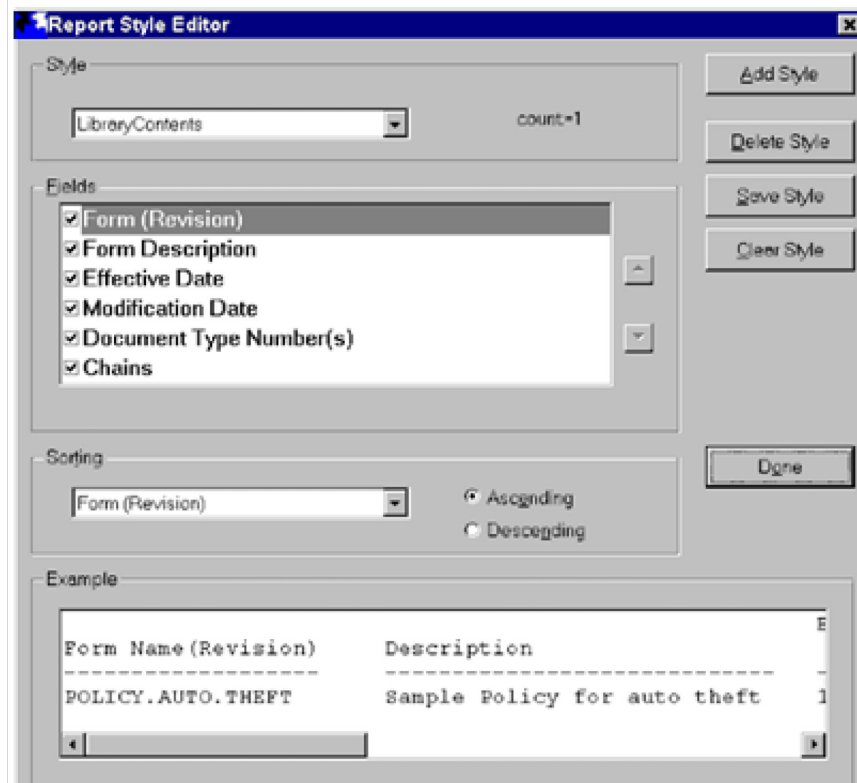 Report Style Editor
Style
LibraryContents
count=1
Add Style
Delete Style
Save Style
Clear Style
Fields
Form (Revision)
Form Description
Effective Date
Modification Date
Document Type Number(s)
Chains
Done
Sorting
Form (Revision)
Ascending
Descending
Example
E
Form Name(Revision) Description
------------------- -----------------------------  -
POLICY.AUTO.THEFT Sample Policy for auto theft 1